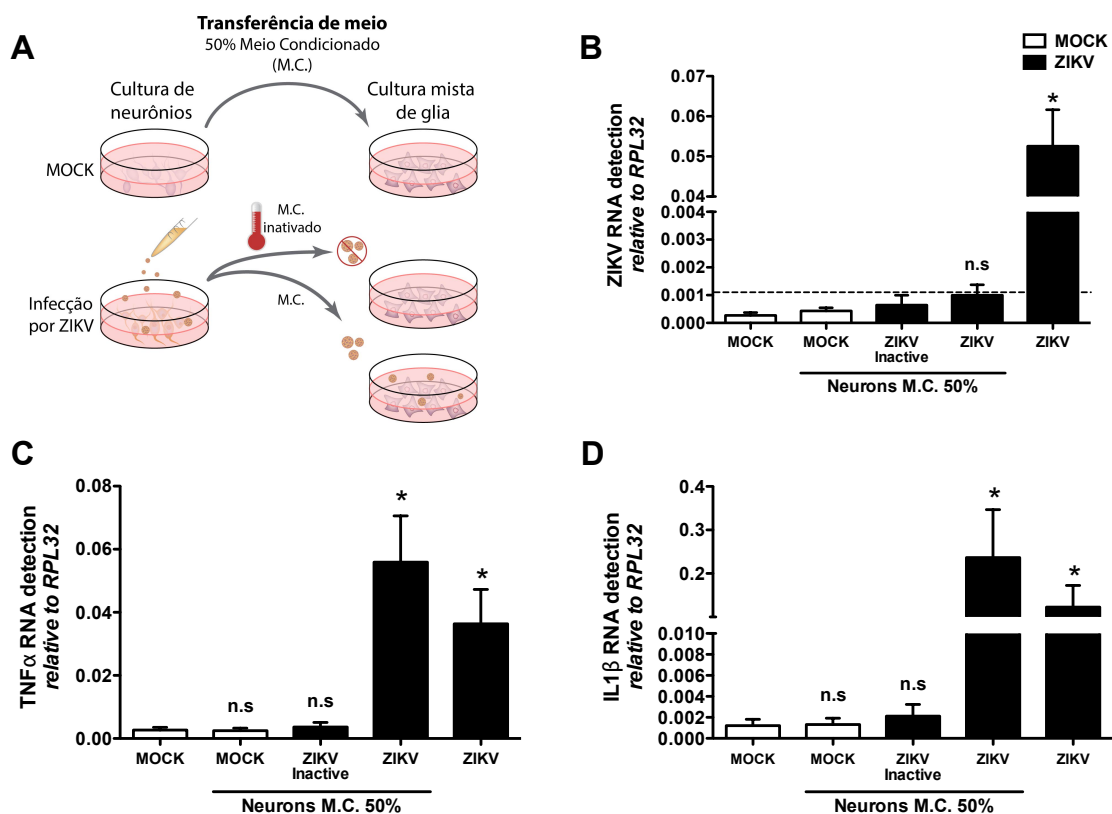 A
Transferência de meio
50% Meio Condicionado
(M.C.)
Cultura de
neurônios
Cultura mista
de glia
MOCK
M.C.
inativado
Infecção
por ZIKV
M.C.
B
MOCK
ZIKV
ZIKV RNA detection
relative to RPL32
0.07
0.06
0.05
0.04
0.004
0.003
0.002
0.001
0.000
n.s
*
MOCK
MOCK
ZIKV
Inactive
ZIKV
ZIKV
Neurons M.C. 50%
C
TNFα RNA detection
relative to RPL32
0.08
0.06
0.04
0.02
0.00
n.s
n.s
*
*
MOCK
MOCK
ZIKV
Inactive
ZIKV
ZIKV
Neurons M.C. 50%
D
IL1β RNA detection
relative to RPL32
0.4
0.3
0.2
0.010
0.008
0.006
0.004
0.002
0.000
n.s
n.s
*
*
MOCK
MOCK
ZIKV
Inactive
ZIKV
ZIKV
Neurons M.C. 50%